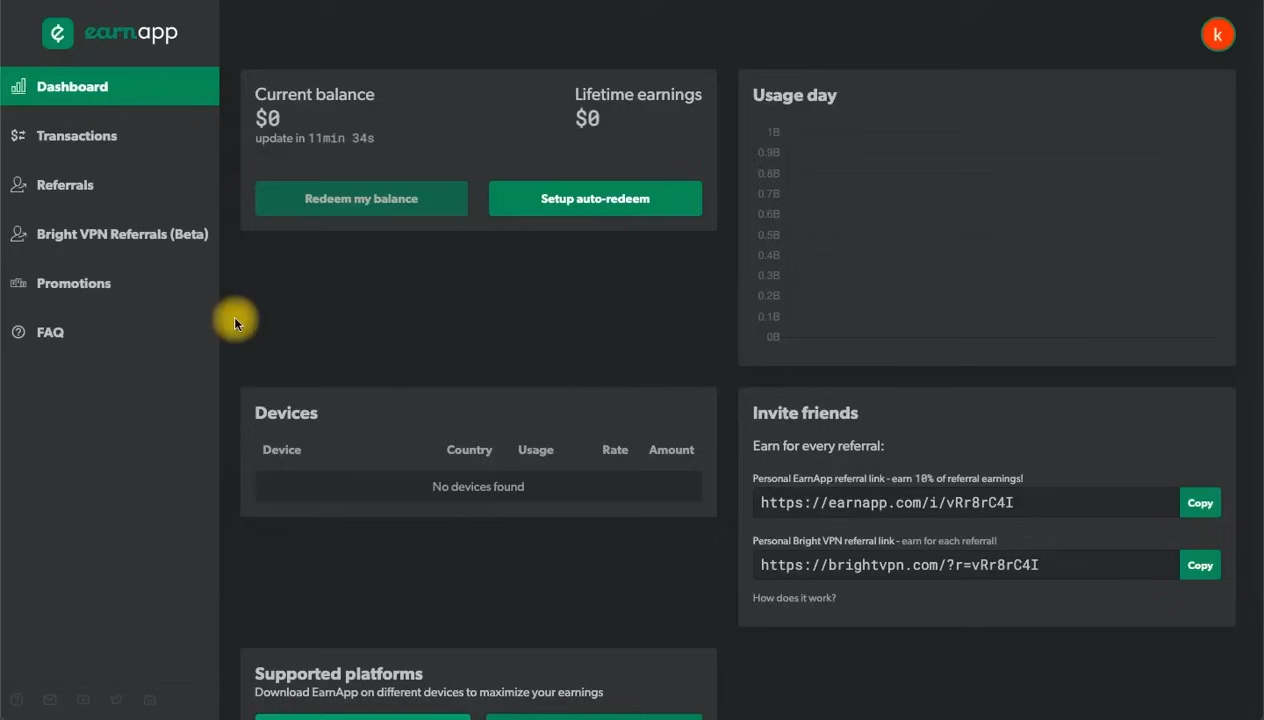 earnapp
Dashboard
Transactions
Referrals
Bright VPN Referrals (Beta)
Promotions
FAQ
k
Current balance
$0
update in 11min 34s
Lifetime earnings
$0
Redeem my balance
Setup auto-redeem
Usage day
1B
0.9B
0.8B
0.7B
0.6B
0.5B
0.4B
0.3B
0.2B
0.1B
0B
Devices
Device Country Usage Rate Amount
No devices found
Invite friends
Earn for every referral:
Personal EarnApp referral link - earn 10% of referral earnings!
https://earnapp.com/i/vRr8rC4I
Copy
Personal Bright VPN referral link - earn for each referral!
https://brightvpn.com/?r=vRr8rC4I
Copy
How does it work?
Supported platforms
Download EarnApp on different devices to maximize your earnings